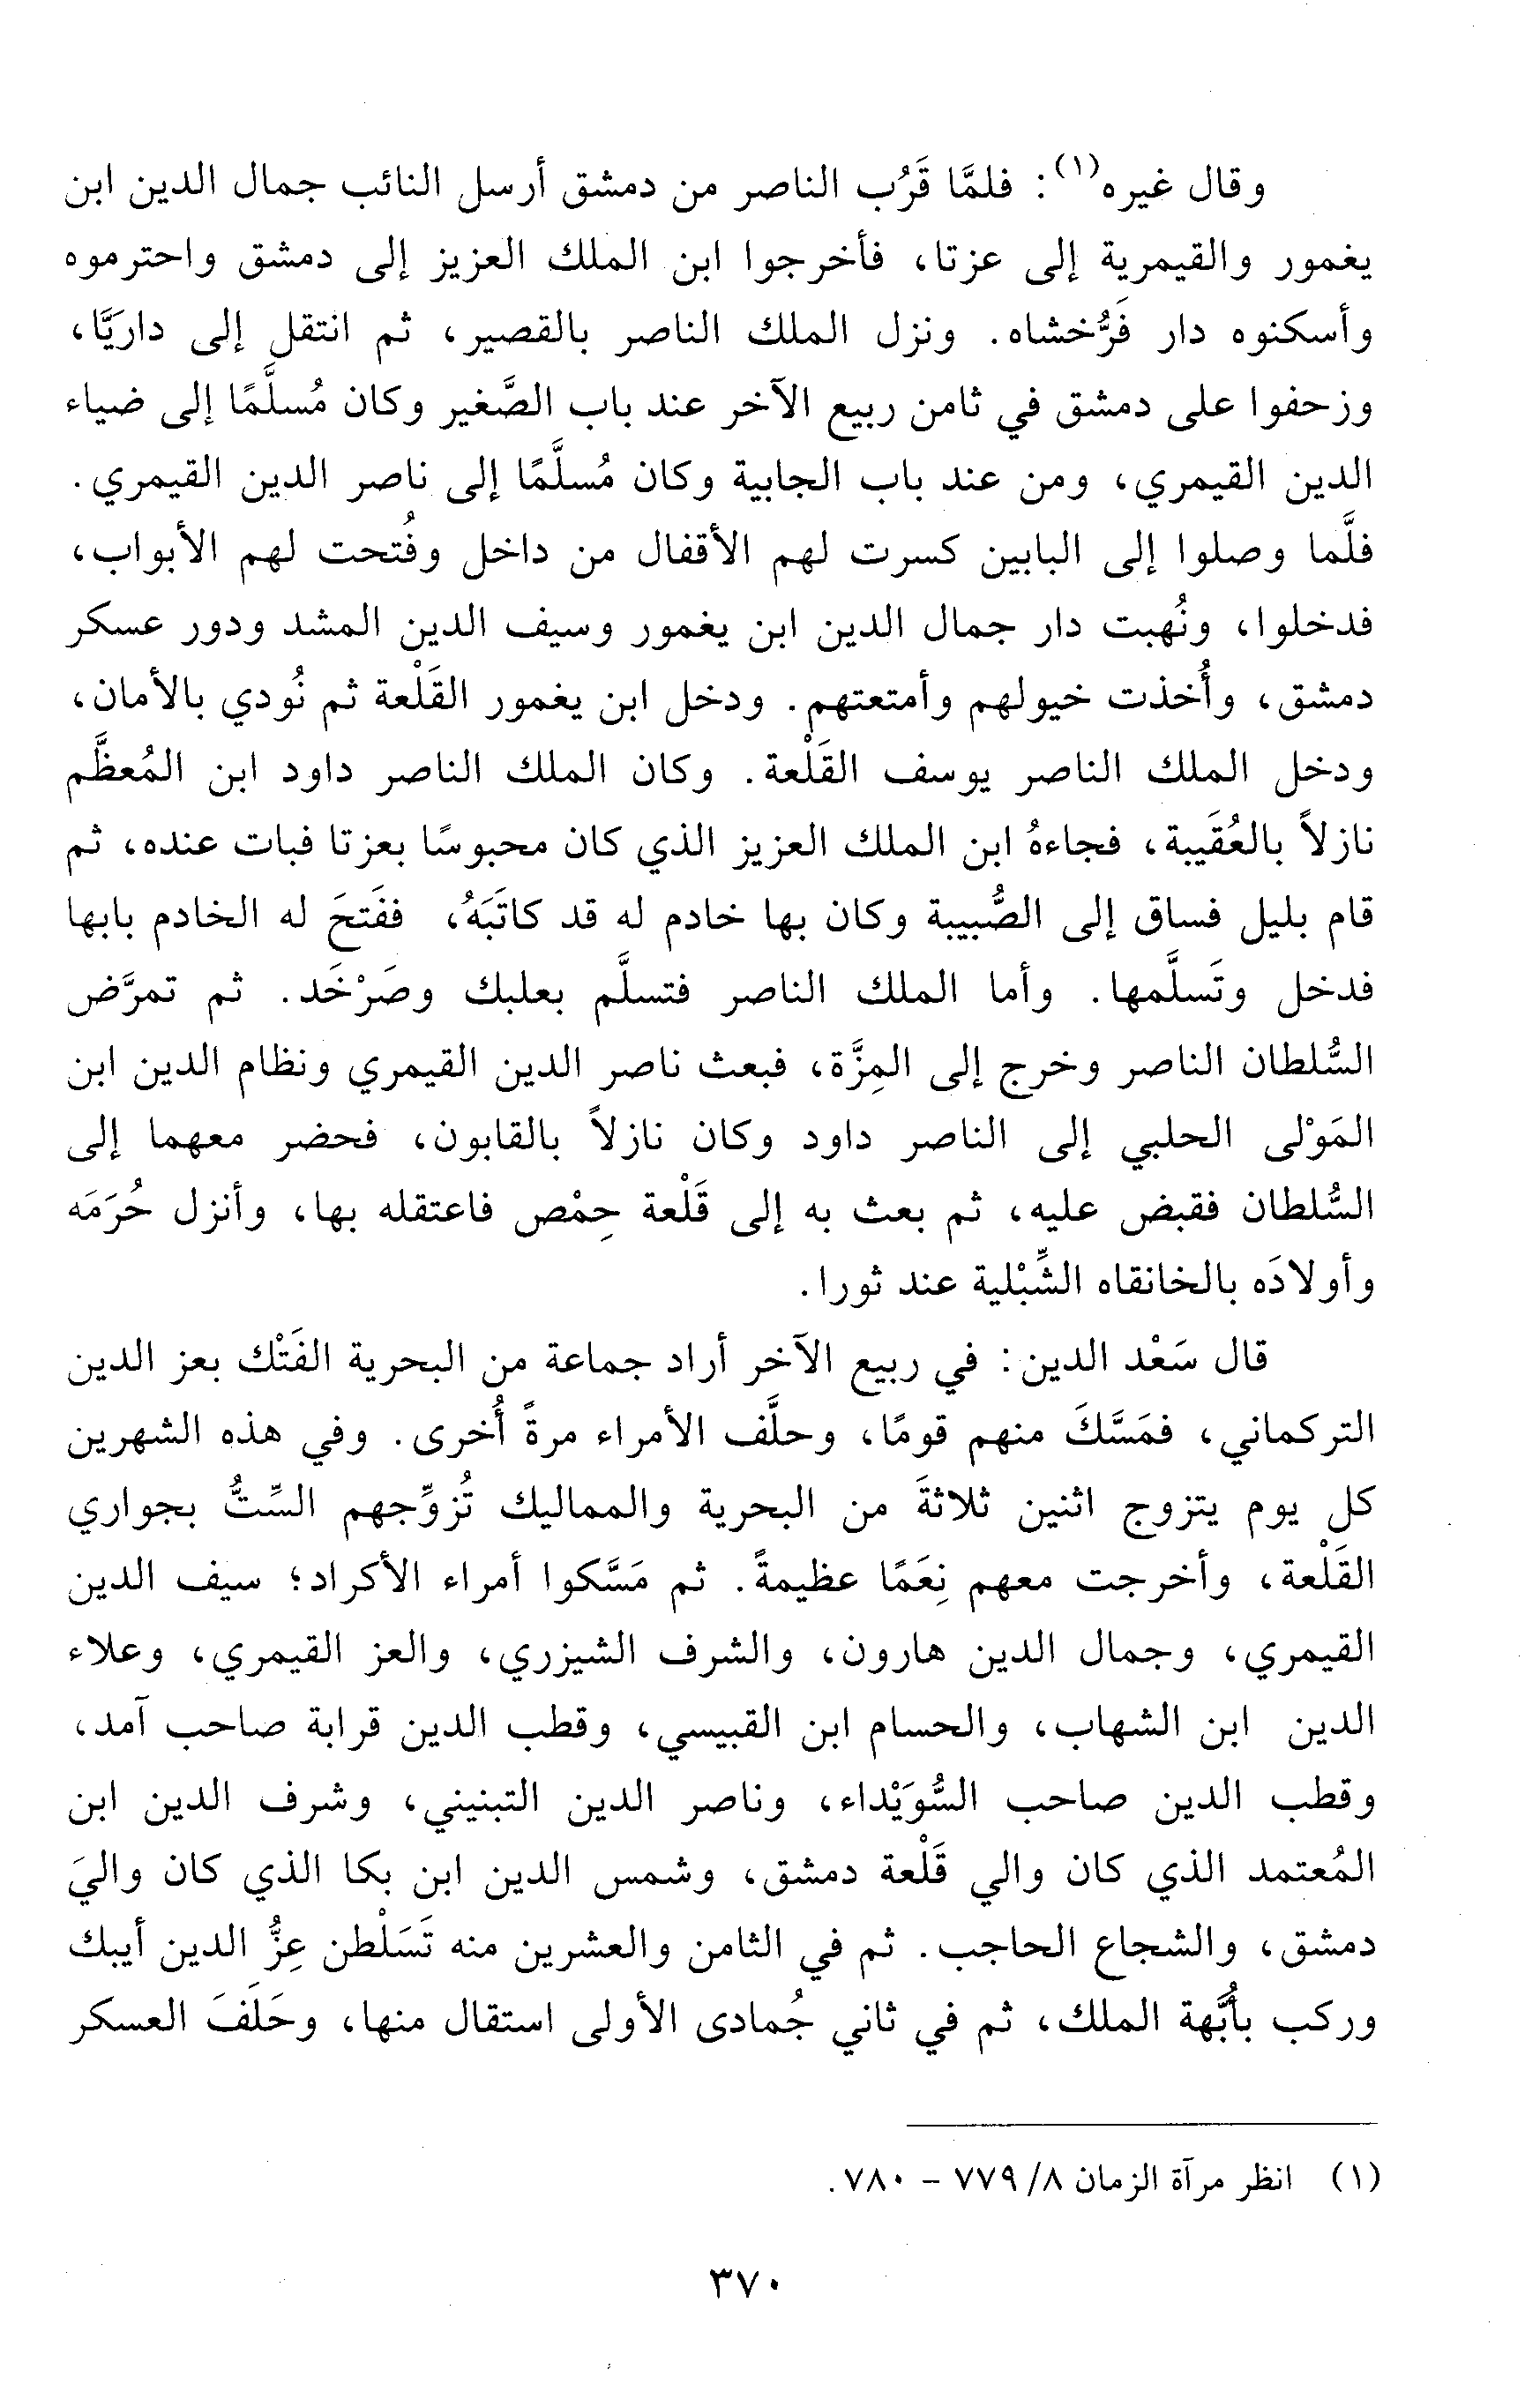 وقال غيره(١): فلمَّا قَرُب الناصر من دمشق أرسل النائب جمال الدين ابن
يغمور والقيمرية إلى عزتا، فأخرجوا ابن الملك العزيز إلى دمشق واحترموه
وأسكنوه دار فَرُّخشاه. ونزل الملك الناصر بالقصير، ثم انتقل إلى داريَّا،
وزحفوا على دمشق في ثامن ربيع الآخر عند باب الصَّغير وكان مُسلَّمًا إلى ضياء
الدين القيمري، ومن عند باب الجابية وكان مُسلَّمًا إلى ناصر الدين القيمري.
فلَّما وصلوا إلى البابين كسرت لهم الأقفال من داخل وفُتحت لهم الأبواب،
فدخلوا، ونُهبت دار جمال الدين ابن يغمور وسيف الدين المشد ودور عسكر
دمشق، وأُخذت خيولهم وأمتعتهم. ودخل ابن يغمور القَلْعة ثم نُودي بالأمان،
ودخل الملك الناصر يوسف القَلْعة. وكان الملك الناصر داود ابن المُعظَّم
نازلاً بالعُقَيبة، فجاءهُ ابن الملك العزيز الذي كان محبوسًا بعزتا فبات عنده، ثم
قام بليل فساق إلى الصُّبيبة وكان بها خادم له قد كاتَبَهُ، ففَتحَ له الخادم بابها
فدخل وتَسلَّمها. وأما الملك الناصر فتسلَّم بعلبك وصَرْخَد. ثم تمرَّض
السُّلطان الناصر وخرج إلى المِزَّة، فبعث ناصر الدين القيمري ونظام الدين ابن
المَوْلى الحلبي إلى الناصر داود وكان نازلاً بالقابون، فحضر معهما إلى
السُّلطان فقبض عليه، ثم بعث به إلى قَلْعة حِمْص فاعتقله بها، وأنزل حُرَمَه
وأولادَه بالخانقاه الشِّبْلية عند ثورا.
قال سَعْد الدين: في ربيع الآخر أراد جماعة من البحرية الفَتْك بعز الدين
التركماني، فمَسَّكَ منهم قومًا، وحلَّف الأمراء مرةً أُخرى. وفي هذه الشهرين
كل يوم يتزوج اثنين ثلاثةَ من البحرية والمماليك تُزوِّجهم السِّتُّ بجواري
القَلْعة، وأخرجت معهم نِعَمًا عظيمةً. ثم مَسَّكوا أمراء الأكراد؛ سيف الدين
القيمري، وجمال الدين هارون، والشرف الشيزري، والعز القيمري، وعلاء
الدين ابن الشهاب، والحسام ابن القبيسي، وقطب الدين قرابة صاحب آمد،
وقطب الدين صاحب السُّوَيْداء، وناصر الدين التبنيني، وشرف الدين ابن
المُعتمد الذي كان والي قَلْعة دمشق، وشمس الدين ابن بكا الذي كان واليَ
دمشق، والشجاع الحاجب. ثم في الثامن والعشرين منه تَسَلْطن عِزُّ الدين أيبك
وركب بأُبَّهة الملك، ثم في ثاني جُمادى الأولى استقال منها، وحَلَفَ العسكر
(١) انظر مرآة الزمان ٨/ ٧٧٩ - ٧٨٠.
٣٧٠